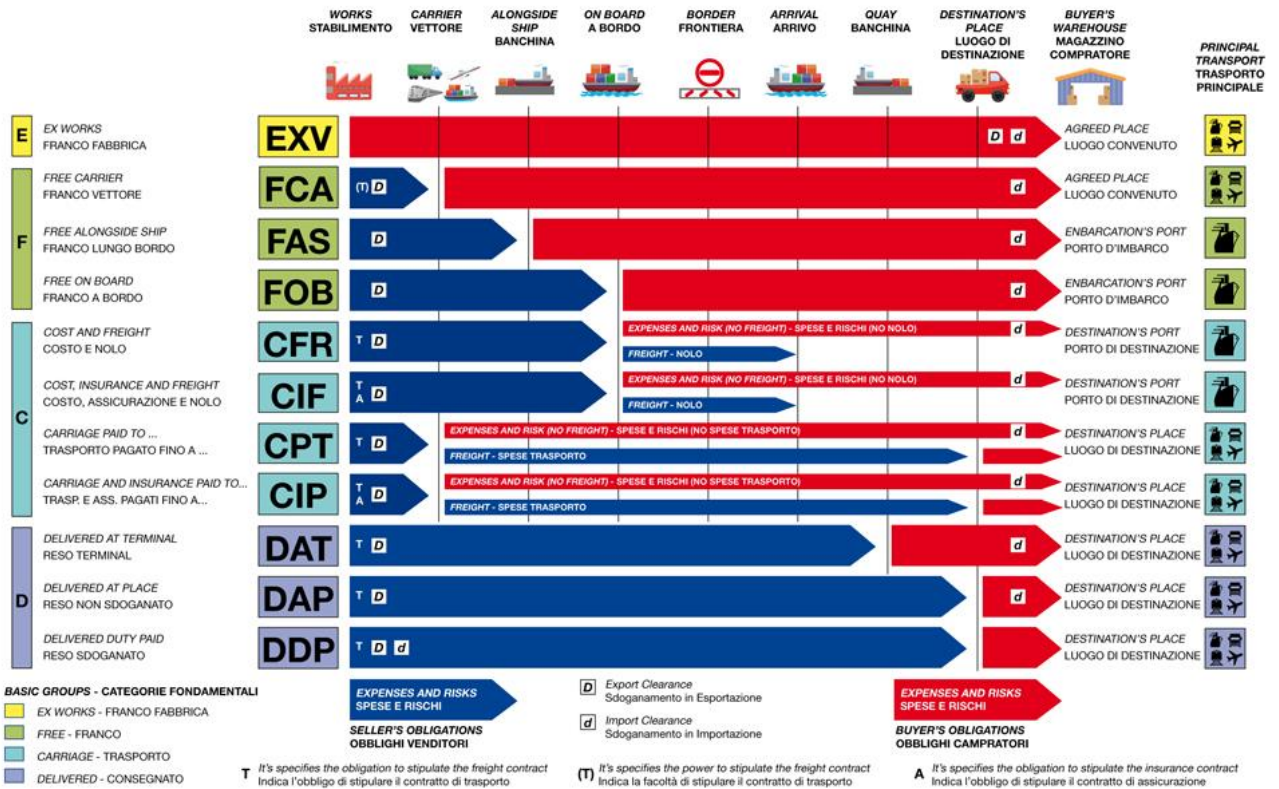 WORKS
STABILIMENTO
CARRIER
VETTORE
ALONGSIDE
SHIP
BANCHINA
ON BOARD
A BORDO
BORDER
FRONTIERA
ARRIVAL
ARRIVO
QUAY
BANCHINA
DESTINATION'S
PLACE
LUOGO DI
DESTINAZIONE
BUYER'S
WAREHOUSE
MAGAZZINO
COMPRATORE
PRINCIPAL
TRANSPORT
TRASPORTO
PRINCIPALE
E
EX WORKS
FRANCO FABBRICA
EXV
D d
AGREED PLACE
LUOGO CONVENUTO
F
FREE CARRIER
FRANCO VETTORE
FCA
(T) D
d
AGREED PLACE
LUOGO CONVENUTO
FREE ALONGSIDE SHIP
FRANCO LUNGO BORDO
FAS
D
d
ENBARCATION'S PORT
PORTO D'IMBARCO
FREE ON BOARD
FRANCO A BORDO
FOB
D
d
ENBARCATION'S PORT
PORTO D'IMBARCO
C
COST AND FREIGHT
COSTO E NOLO
CFR
T D
EXPENSES AND RISK (NO FREIGHT) - SPESE E RISCHI (NO NOLO)
d
FREIGHT - NOLO
DESTINATION'S PORT
PORTO DI DESTINAZIONE
COST, INSURANCE AND FREIGHT
COSTO, ASSICURAZIONE E NOLO
CIF
T
A
D
EXPENSES AND RISK (NO FREIGHT) - SPESE E RISCHI (NO NOLO)
d
FREIGHT - NOLO
DESTINATION'S PORT
PORTO DI DESTINAZIONE
CARRIAGE PAID TO ...
TRASPORTO PAGATO FINO A ...
CPT
T D
EXPENSES AND RISK (NO FREIGHT) - SPESE E RISCHI (NO SPESE TRASPORTO)
d
FREIGHT - SPESE TRASPORTO
DESTINATION'S PLACE
LUOGO DI DESTINAZIONE
CARRIAGE AND INSURANCE PAID TO...
TRASP. E ASS. PAGATI FINO A...
CIP
T
A
D
EXPENSES AND RISK (NO FREIGHT) - SPESE E RISCHI (NO SPESE TRASPORTO)
d
FREIGHT - SPESE TRASPORTO
DESTINATION'S PLACE
LUOGO DI DESTINAZIONE
D
DELIVERED AT TERMINAL
RESO TERMINAL
DAT
T D
d
DESTINATION'S PLACE
LUOGO DI DESTINAZIONE
DELIVERED AT PLACE
RESO NON SDOGANATO
DAP
T D
d
DESTINATION'S PLACE
LUOGO DI DESTINAZIONE
DELIVERED DUTY PAID
RESO SDOGANATO
DDP
T D d
DESTINATION'S PLACE
LUOGO DI DESTINAZIONE
BASIC GROUPS - CATEGORIE FONDAMENTALI
EX WORKS - FRANCO FABBRICA
FREE - FRANCO
CARRIAGE - TRASPORTO
DELIVERED - CONSEGNATO
EXPENSES AND RISKS
SPESE E RISCHI
SELLER'S OBLIGATIONS
OBBLIGHI VENDITORI
D Export Clearance
Sdoganamento in Esportazione
d Import Clearance
Sdoganamento in Importazione
EXPENSES AND RISKS
SPESE E RISCHI
BUYER'S OBLIGATIONS
OBBLIGHI CAMPRATORI
T It's specifies the obligation to stipulate the freight contract
Indica l'obbligo di stipulare il contratto di trasporto
(T) It's specifies the power to stipulate the freight contract
Indica la facoltà di stipulare il contratto di trasporto
A It's specifies the obligation to stipulate the insurance contract
Indica l'obbligo di stipulare il contratto di assicurazione